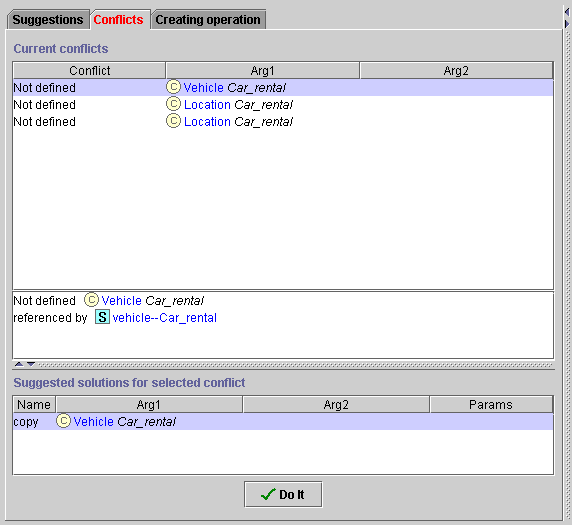 Suggestions Conflicts Creating operation
Current conflicts
Conflict Arg1 Arg2
Not defined C Vehicle Car_rental
Not defined C Location Car_rental
Not defined C Location Car_rental
Not defined C Vehicle Car_rental
referenced by S vehicle--Car_rental
Suggested solutions for selected conflict
Name Arg1 Arg2 Params
copy C Vehicle Car_rental
Do It